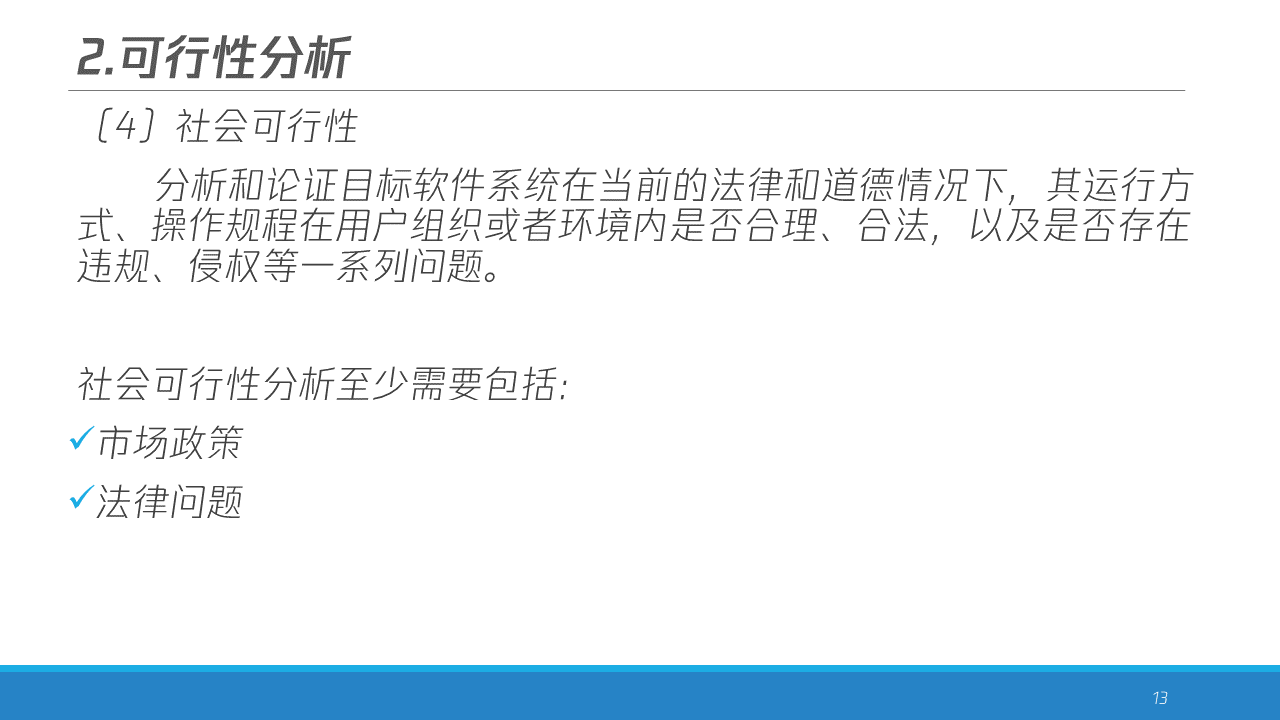 2.可行性分析
（4）社会可行性
分析和论证目标软件系统在当前的法律和道德情况下，其运行方
式、操作规程在用户组织或者环境内是否合理、合法，以及是否存在
违规、侵权等一系列问题。
社会可行性分析至少需要包括：
✓市场政策
✓法律问题
13